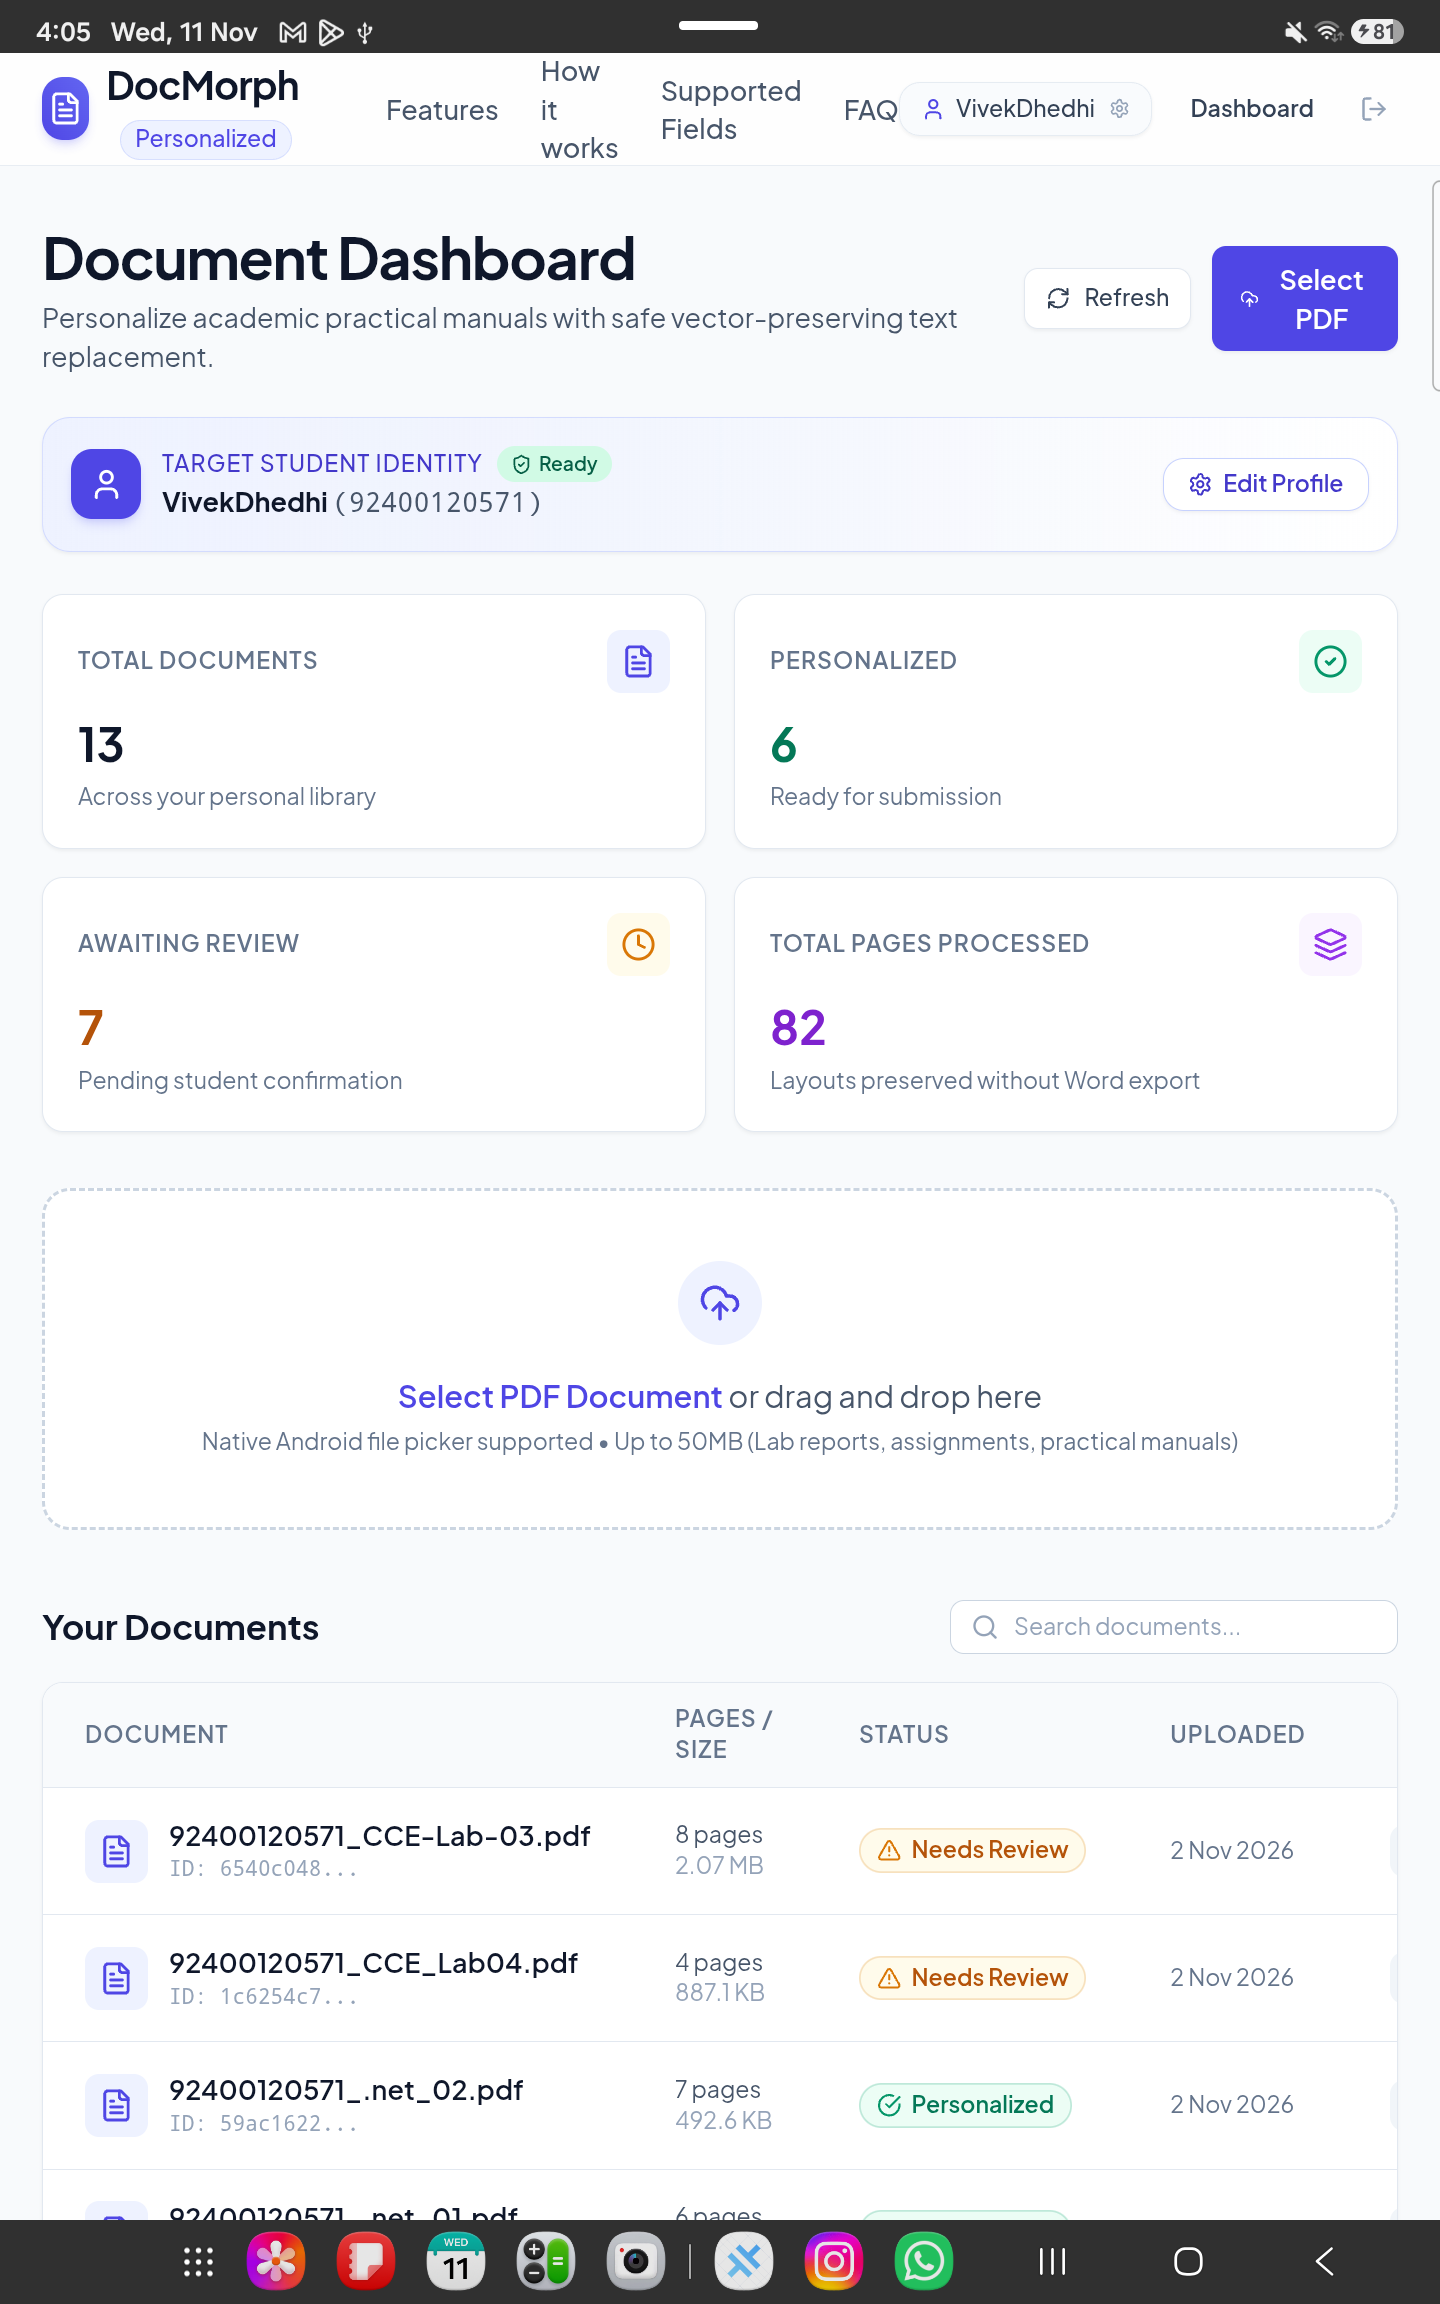 4:05 Wed, 11 Nov 81
DocMorph
Personalized
Features
How
it
works
Supported
Fields
FAQ
VivekDhedhi
Dashboard
Document Dashboard
Personalize academic practical manuals with safe vector-preserving text
replacement.
Refresh
Select
PDF
TARGET STUDENT IDENTITY Ready
VivekDhedhi (92400120571)
Edit Profile
TOTAL DOCUMENTS
13
Across your personal library
PERSONALIZED
6
Ready for submission
AWAITING REVIEW
7
Pending student confirmation
TOTAL PAGES PROCESSED
82
Layouts preserved without Word export
Select PDF Document or drag and drop here
Native Android file picker supported • Up to 50MB (Lab reports, assignments, practical manuals)
Your Documents
Search documents...
DOCUMENT
PAGES /
SIZE
STATUS
UPLOADED
92400120571_CCE-Lab-03.pdf
ID: 6540c048...
8 pages
2.07 MB
Needs Review
2 Nov 2026
92400120571_CCE_Lab04.pdf
ID: 1c6254c7...
4 pages
887.1 KB
Needs Review
2 Nov 2026
92400120571_.net_02.pdf
ID: 59ac1622...
7 pages
492.6 KB
Personalized
2 Nov 2026
92400120571_.net_01.pdf
6 pages
WED
11